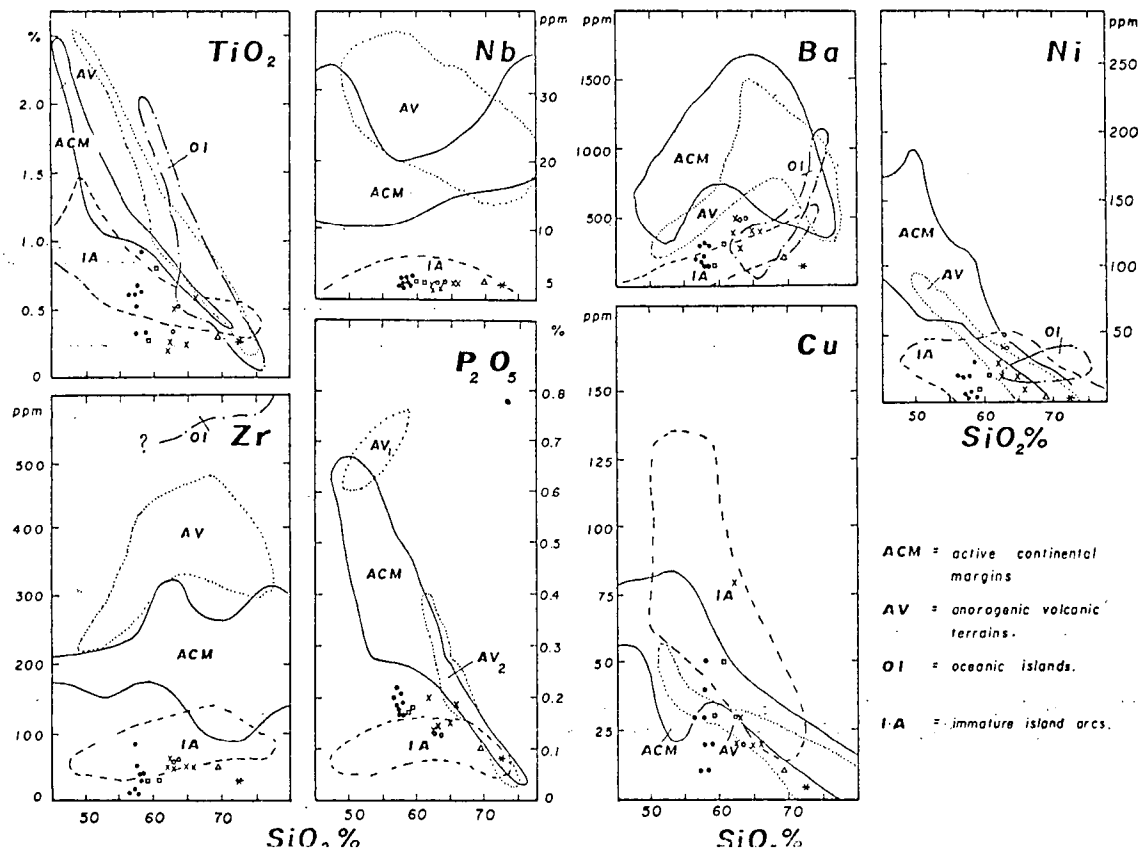 %
TiO2
2.0
1.5
1.0
0.5
0
AV
ACM
OI
IA
ppm
Nb
30
20
10
5
AV
ACM
IA
ppm
Ba
1500
1000
500
ACM
OI
AV
IA
ppm
Ni
250
200
150
100
50
ACM
AV
OI
IA
50 60 70
SiO2%
ppm
Zr
500
400
300
200
100
0
?
OI
AV
ACM
IA
50 60 70
SiO2%
%
P2O5
0.8
0.7
0.6
0.5
0.4
0.3
0.2
0.1
0
AV1
ACM
AV2
IA
50 60 70
ppm
Cu
150
125
100
75
50
25
IA
ACM
AV
50 60 70
SiO2%
ACM = active continental
margins
AV = anorogenic volcanic
terrains.
OI = oceanic islands.
IA = immature island arcs.